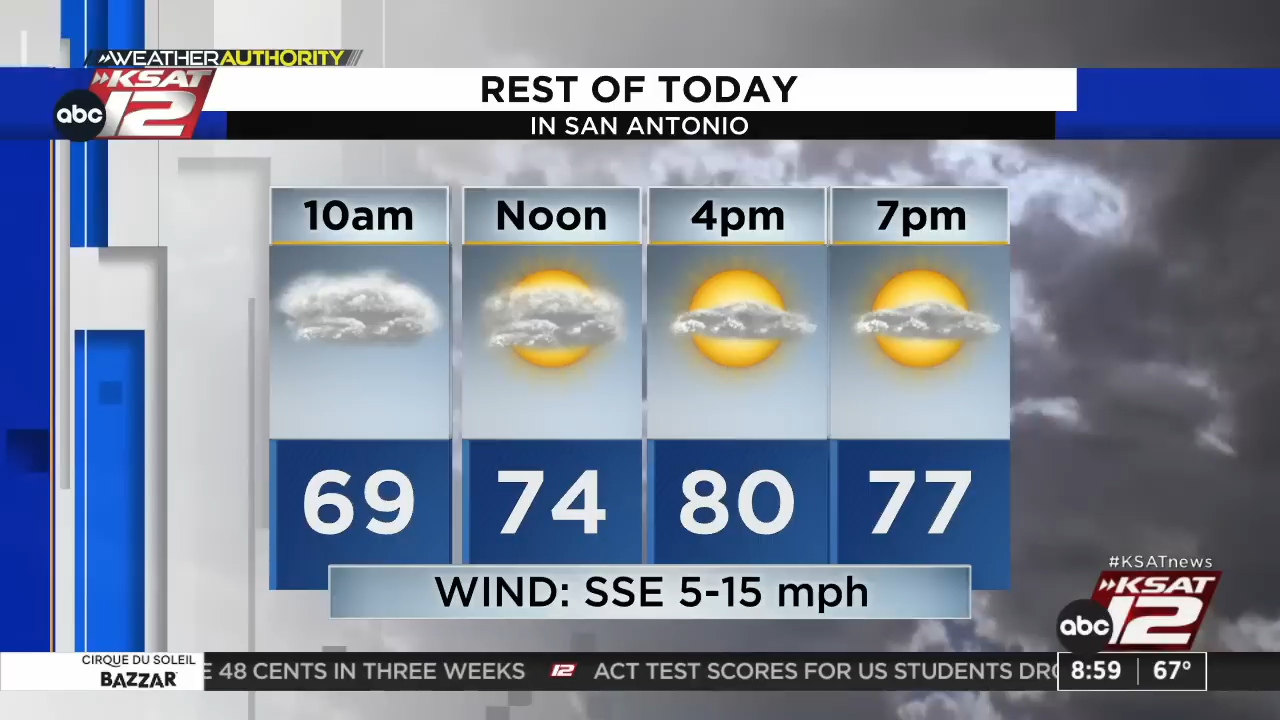 WEATHERAUTHORITY
KSAT
abc 12
REST OF TODAY
IN SAN ANTONIO
10am Noon 4pm 7pm
69 74 80 77
WIND: SSE 5-15 mph
#KSATnews
KSAT
abc 12
CIRQUE DU SOLEIL
BAZZAR
48 CENTS IN THREE WEEKS 12 ACT TEST SCORES FOR US STUDENTS
8:59 67°